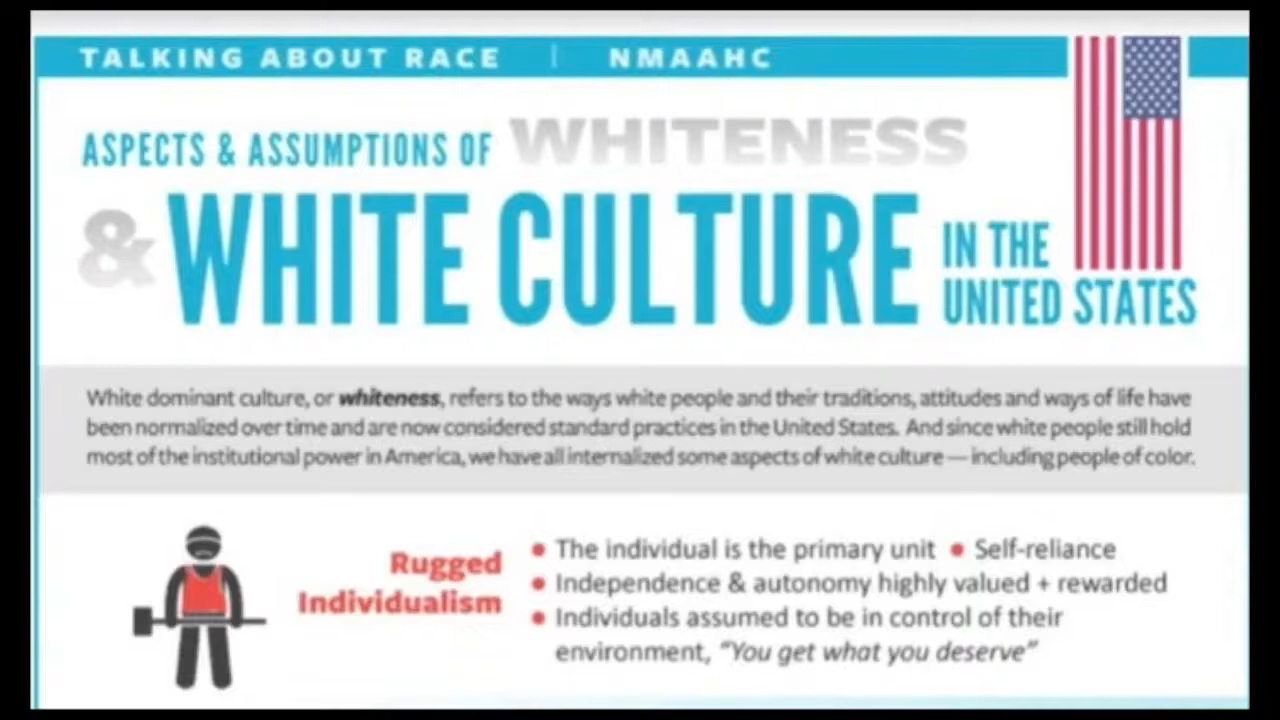 TALKING ABOUT RACE | NMAAHC
ASPECTS & ASSUMPTIONS OF WHITENESS
& WHITE CULTURE IN THE UNITED STATES
White dominant culture, or whiteness, refers to the ways white people and their traditions, attitudes and ways of life have
been normalized over time and are now considered standard practices in the United States. And since white people still hold
most of the institutional power in America, we have all internalized some aspects of white culture — including people of color.
Rugged
Individualism
• The individual is the primary unit • Self-reliance
• Independence & autonomy highly valued + rewarded
• Individuals assumed to be in control of their
environment, "You get what you deserve"